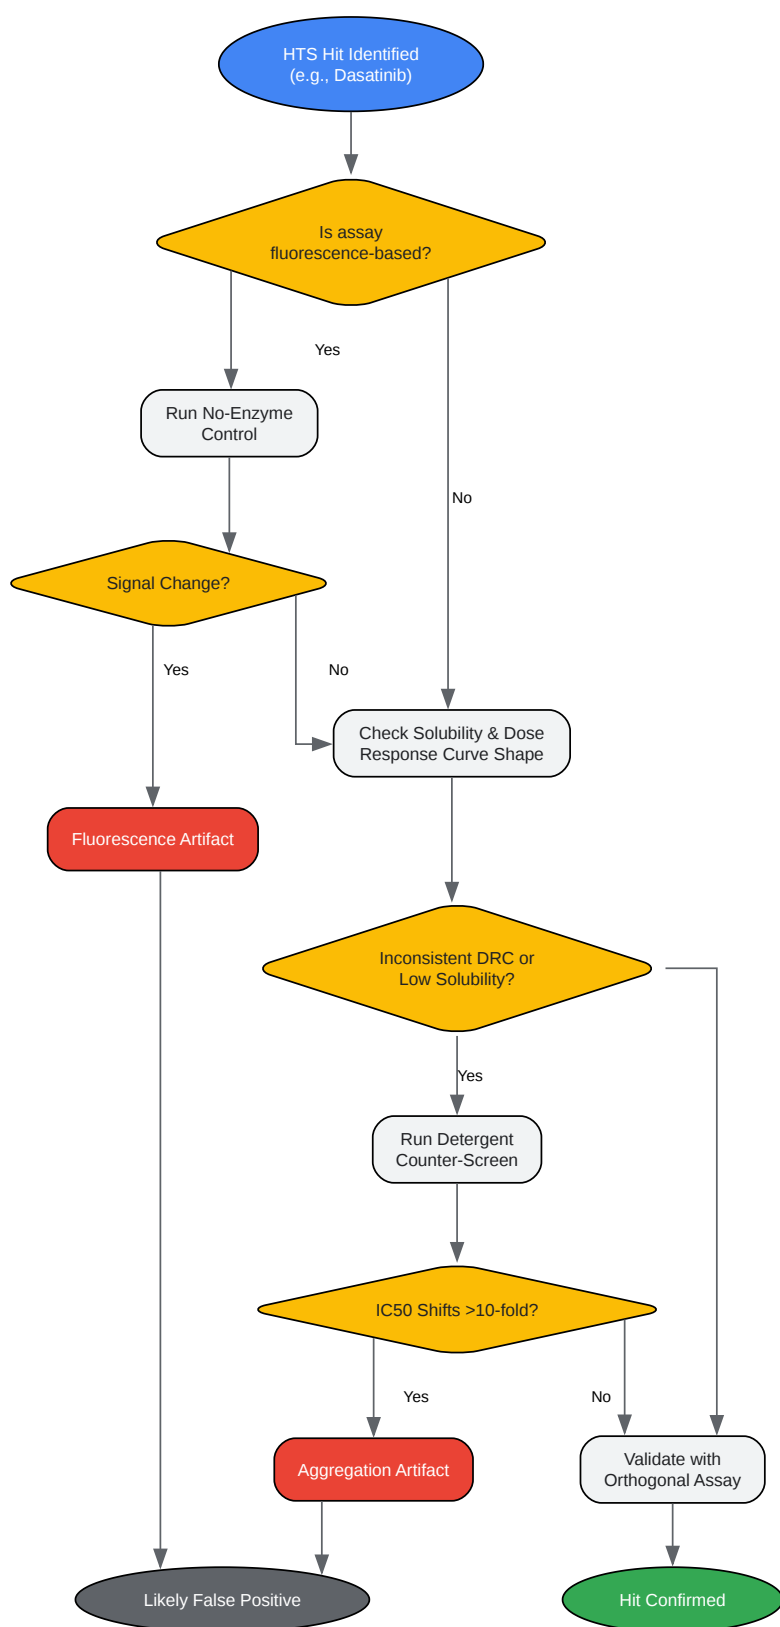 HTS Hit Identified
(e.g., Dasatinib)
Is assay
fluorescence-based?
Yes
Run No-Enzyme
Control
No
Signal Change?
Yes
No
Check Solubility & Dose
Response Curve Shape
Fluorescence Artifact
Inconsistent DRC or
Low Solubility?
Yes
Run Detergent
Counter-Screen
IC50 Shifts >10-fold?
Yes
No
Aggregation Artifact
Validate with
Orthogonal Assay
Likely False Positive
Hit Confirmed